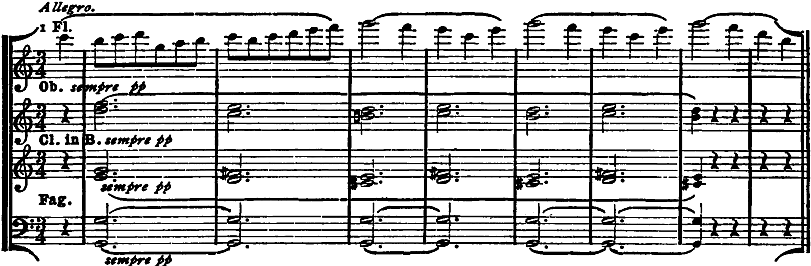 Allegro.
1 Fl.
Ob. sempre pp
Cl. in B. sempre pp
sempre pp
Fag.
sempre pp